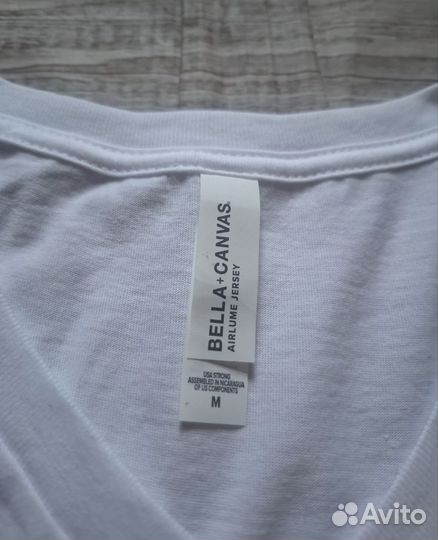 BELLA+CANVAS®
AIRLUME JERSEY
USA STRONG
ASSEMBLED IN NICARAGUA
OF US COMPONENTS
M
Avito